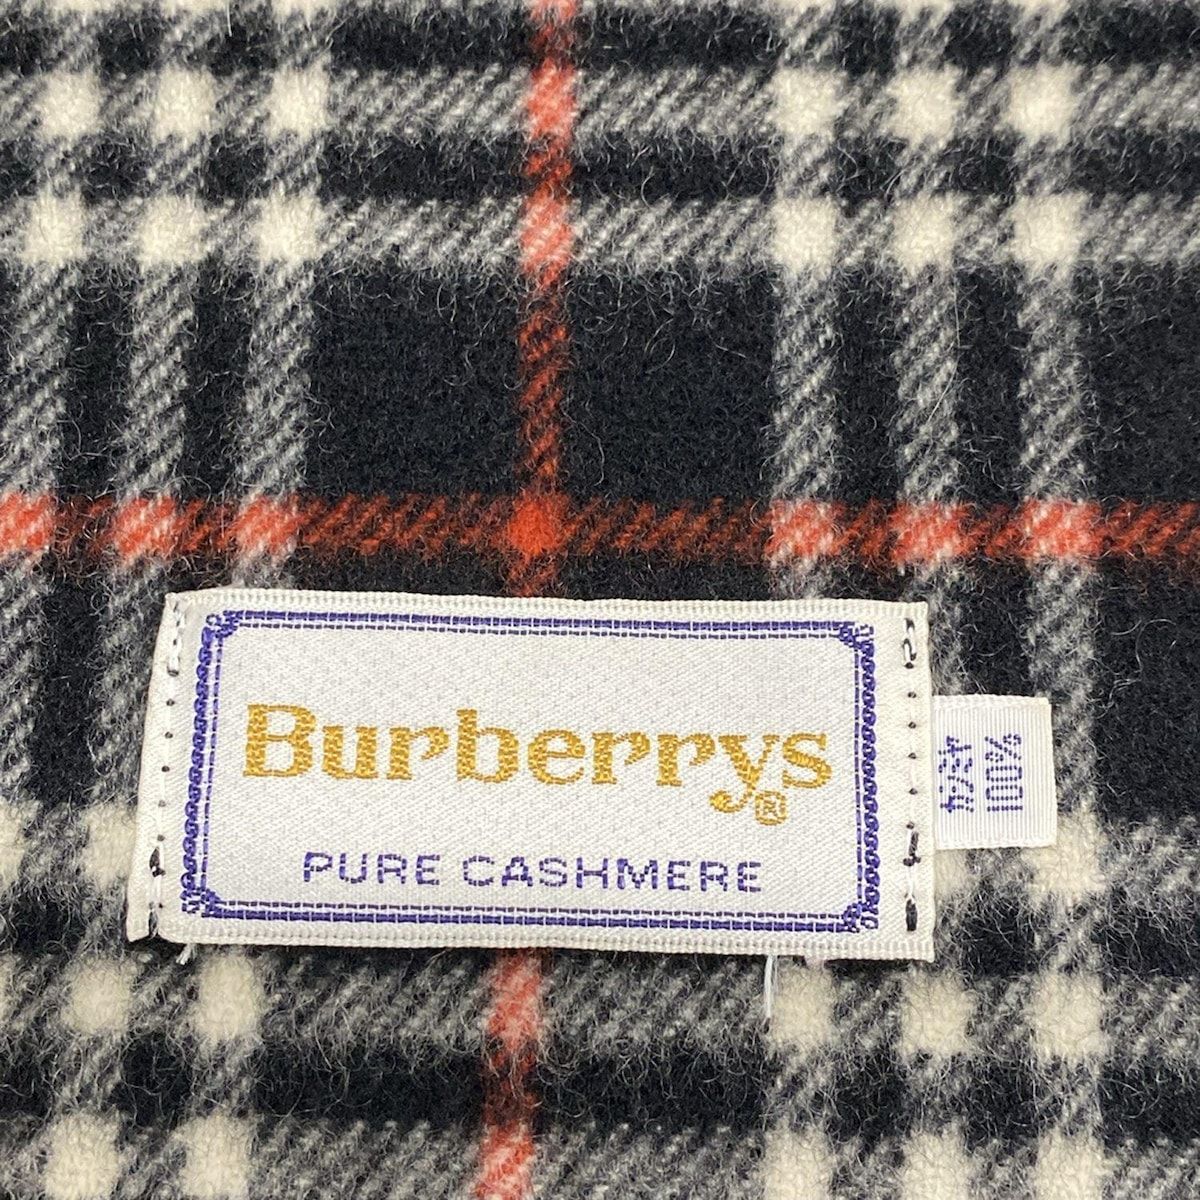 Burberrys
®
PURE CASHMERE
カシミヤ
100%